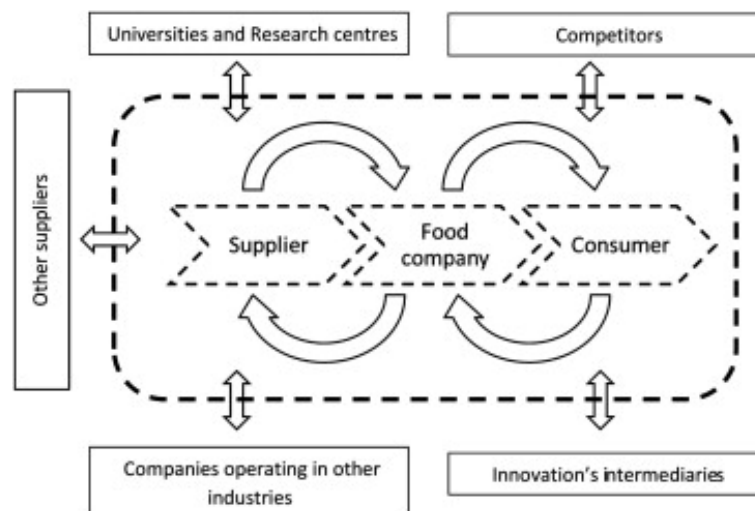 Universities and Research centres
Competitors
Other suppliers
Supplier
Food
company
Consumer
Companies operating in other
industries
Innovation's intermediaries